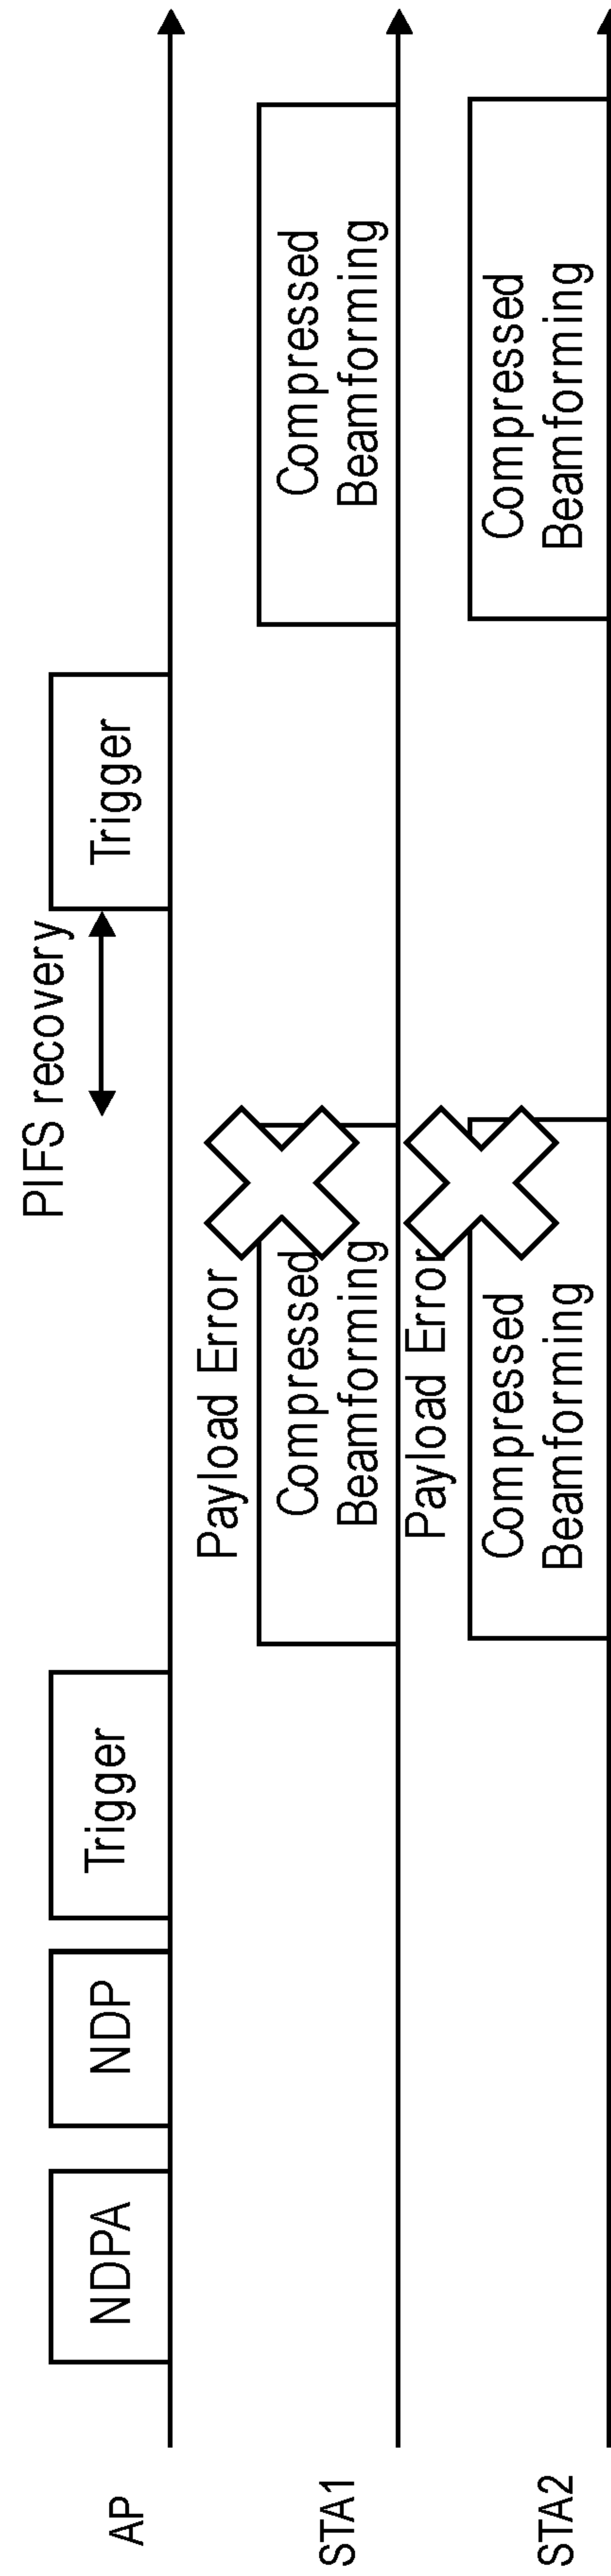 PIFS recovery
AP
NDPA
NDP
Trigger
Trigger
Payload Error
STA1
Compressed
Beamforming
Compressed
Beamforming
Payload Error
STA2
Compressed
Beamforming
Compressed
Beamforming